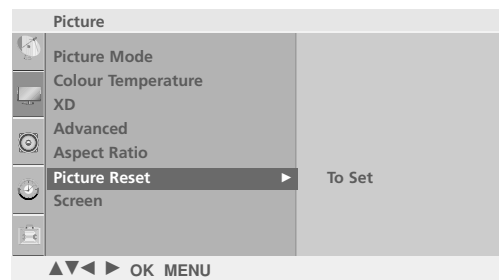 Picture
Picture Mode
Colour Temperature
XD
Advanced
Aspect Ratio
Picture Reset ► To Set
Screen
▲▼◄ ► OK MENU